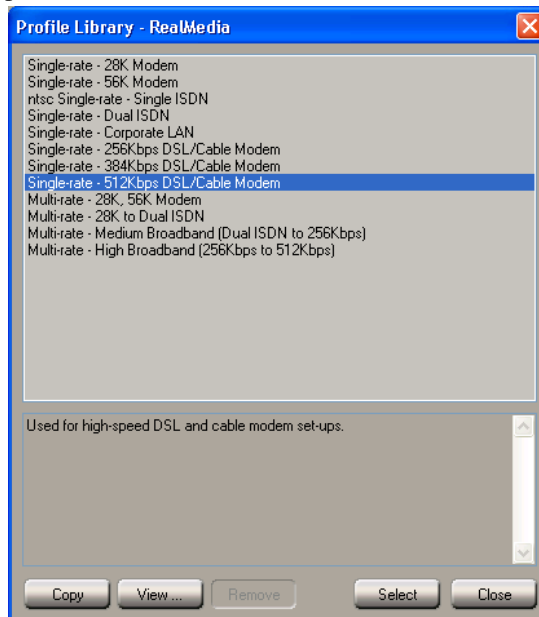 Profile Library - RealMedia
Single-rate - 28K Modem
Single-rate - 56K Modem
ntsc Single-rate - Single ISDN
Single-rate - Dual ISDN
Single-rate - Corporate LAN
Single-rate - 256Kbps DSL/Cable Modem
Single-rate - 384Kbps DSL/Cable Modem
Single-rate - 512Kbps DSL/Cable Modem
Multi-rate - 28K, 56K Modem
Multi-rate - 28K to Dual ISDN
Multi-rate - Medium Broadband (Dual ISDN to 256Kbps)
Multi-rate - High Broadband (256Kbps to 512Kbps)
Used for high-speed DSL and cable modem set-ups.
Copy View ... Remove Select Close